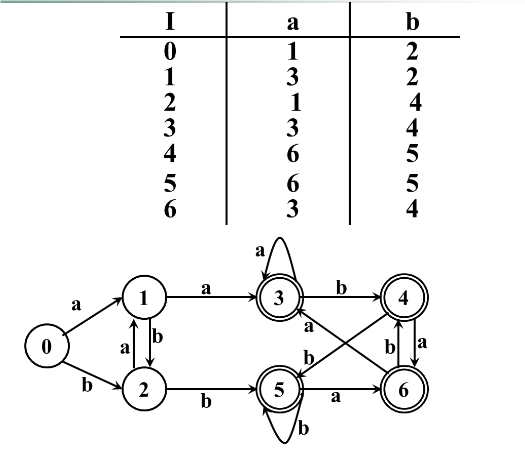 I a b
0 1 2
1 3 2
2 1 4
3 3 4
4 6 5
5 6 5
6 3 4
a
1 a 3 b 4
a
0
a b
a
b b a
b
2 b 5 a 6
b